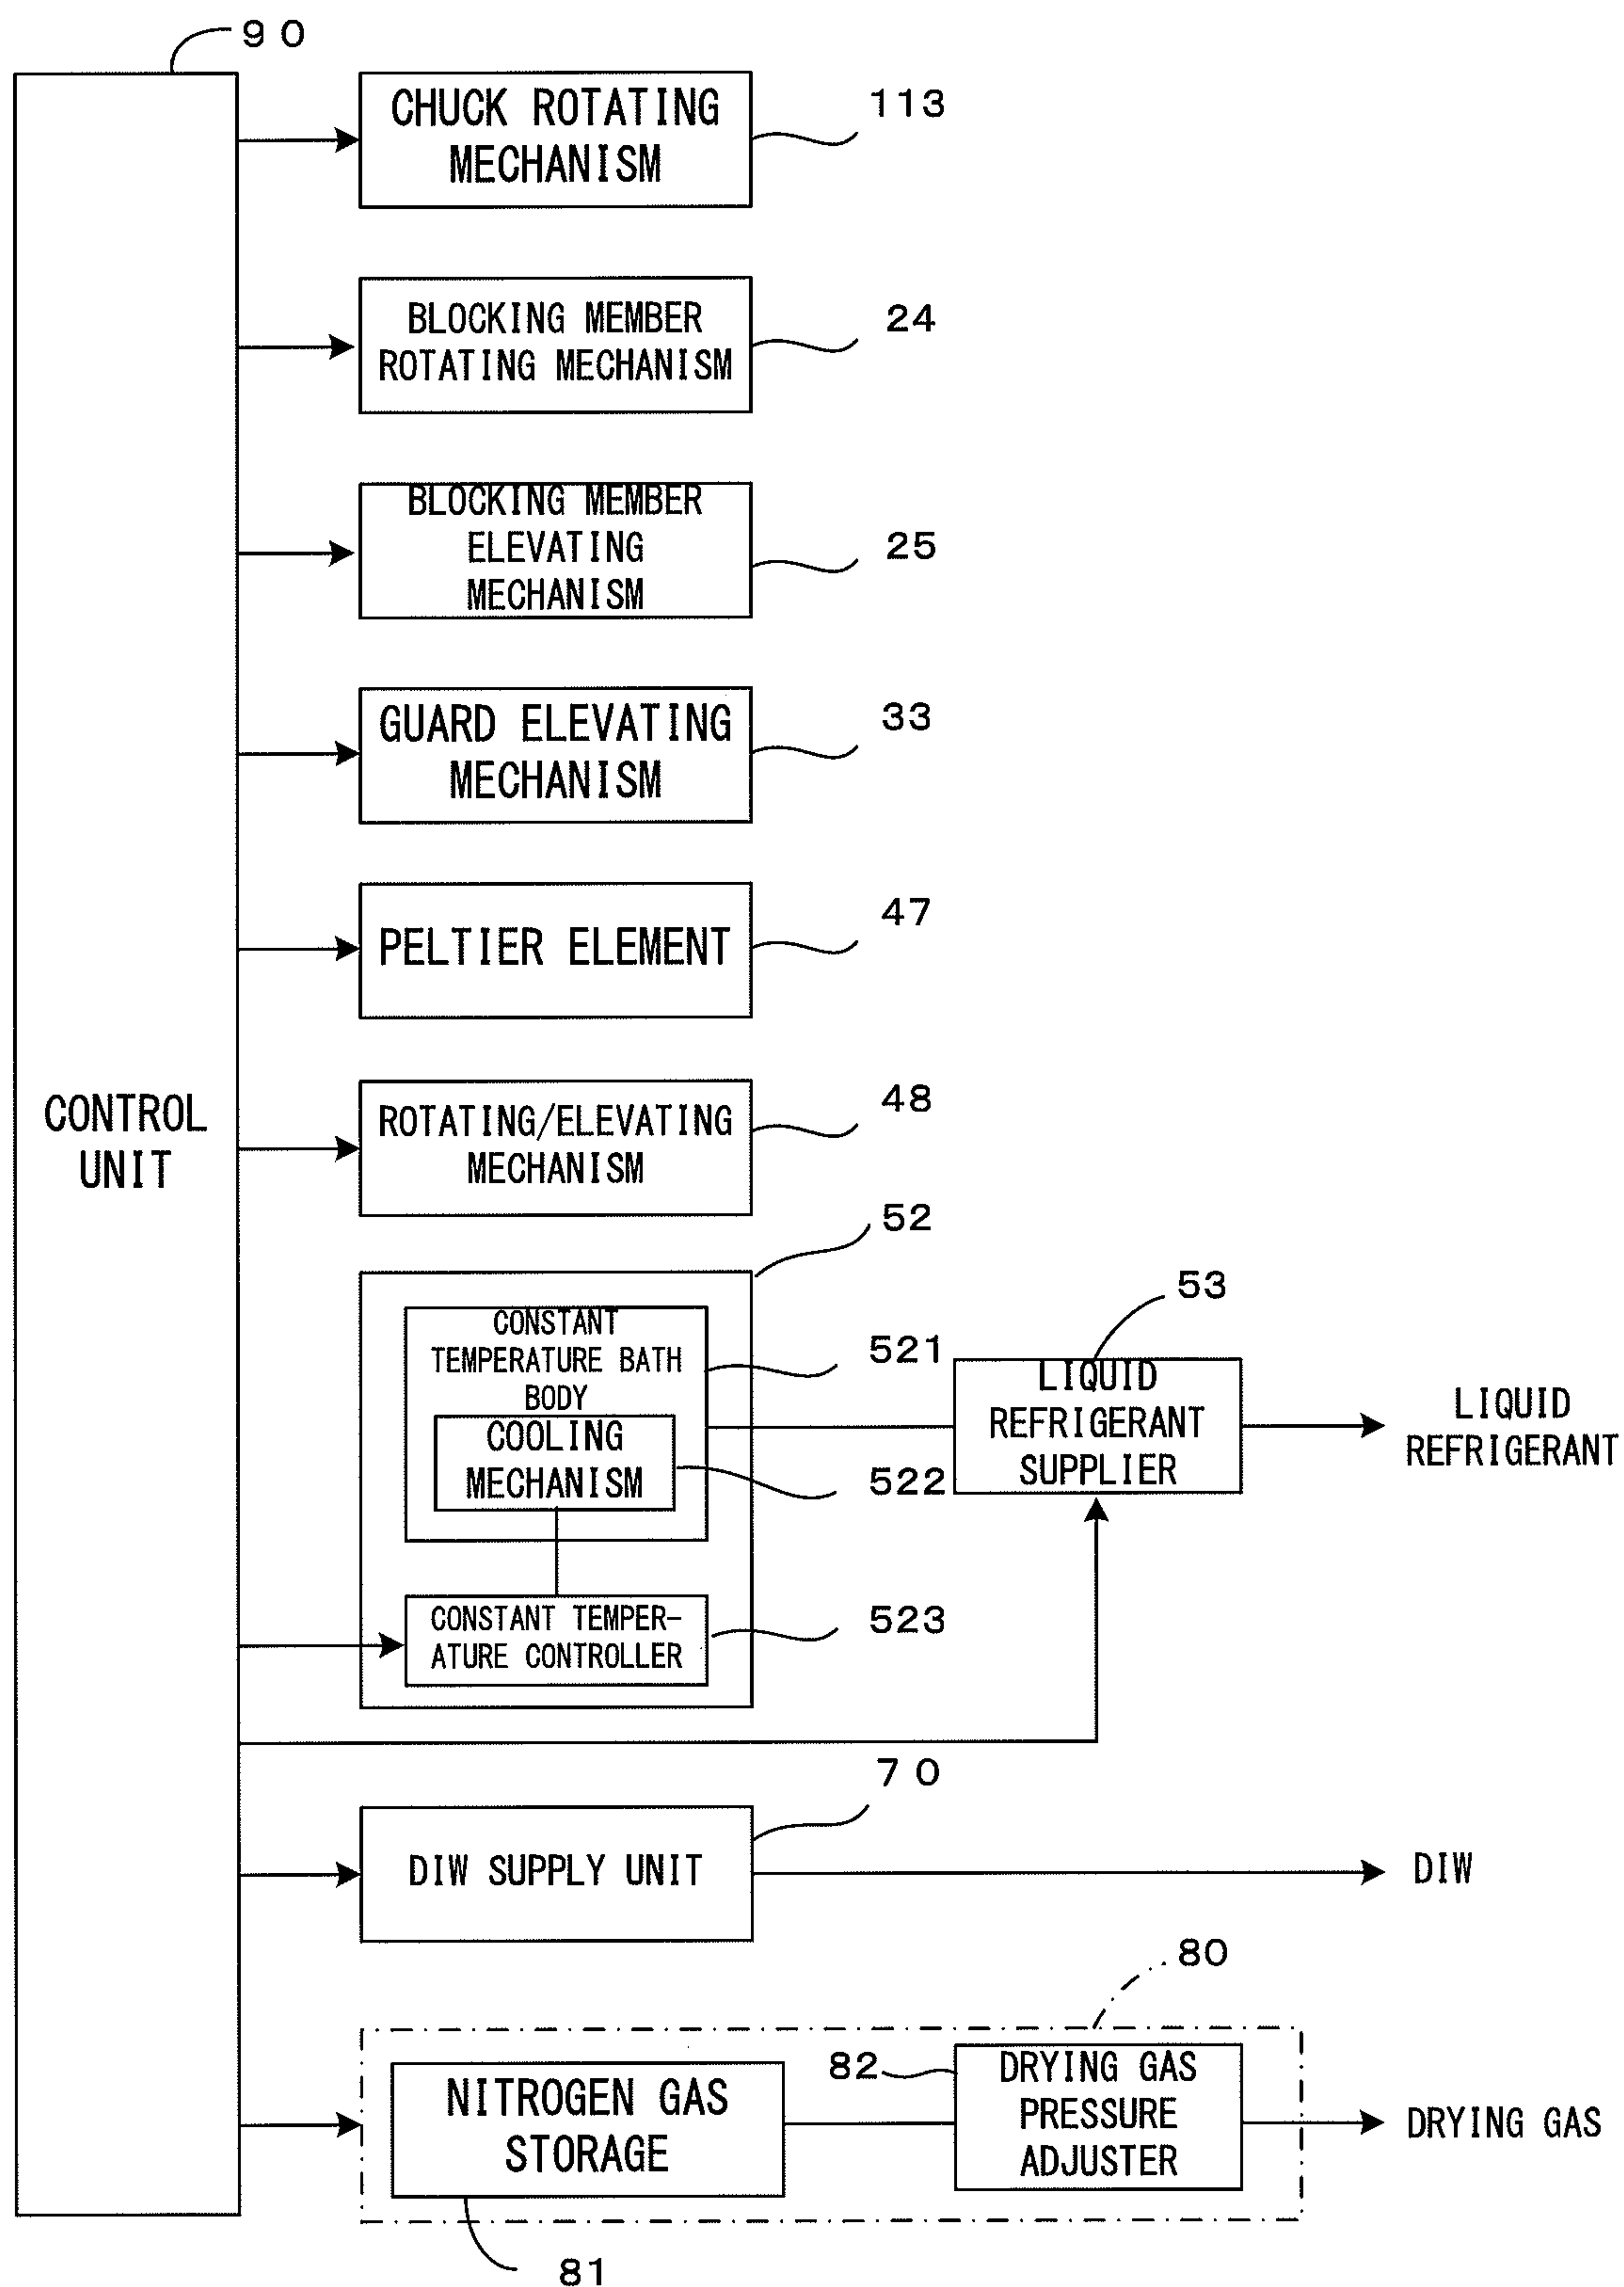 90
CHUCK ROTATING
MECHANISM
113
BLOCKING MEMBER
ROTATING MECHANISM
24
BLOCKING MEMBER
ELEVATING
MECHANISM
25
GUARD ELEVATING
MECHANISM
33
PELTIER ELEMENT
47
CONTROL
UNIT
ROTATING/ELEVATING
MECHANISM
48
52
CONSTANT
TEMPERATURE BATH
BODY
521
COOLING
MECHANISM
522
53
LIQUID
REFRIGERANT
SUPPLIER
LIQUID
REFRIGERANT
CONSTANT TEMPER-
ATURE CONTROLLER
523
70
DIW SUPPLY UNIT
DIW
80
NITROGEN GAS
STORAGE
81
82
DRYING GAS
PRESSURE
ADJUSTER
DRYING GAS